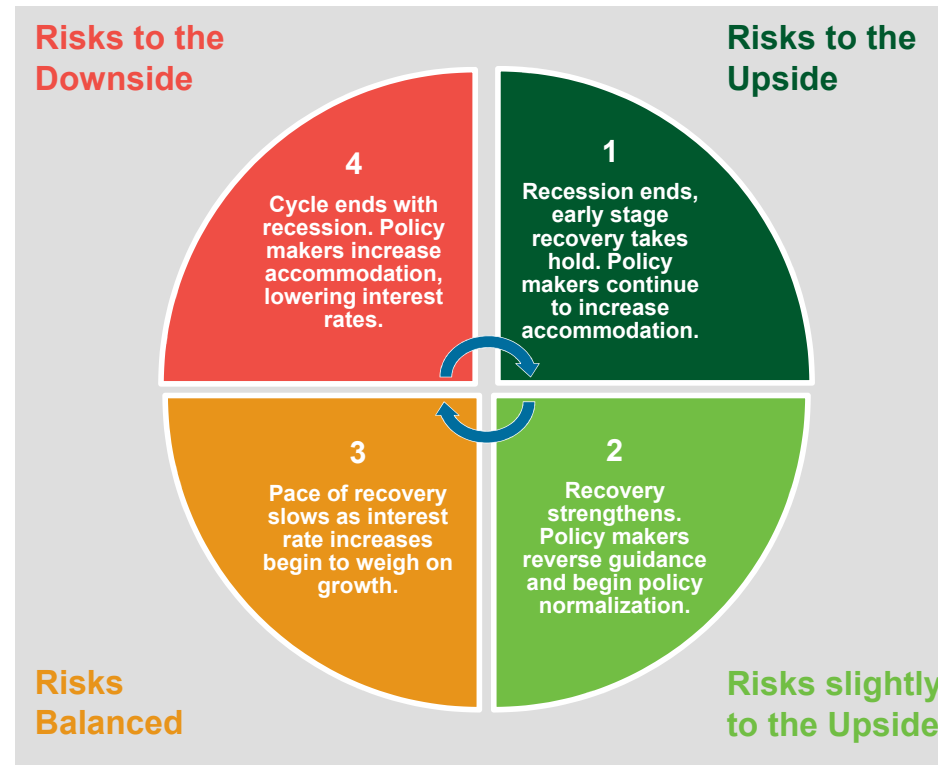 Risks to the
Downside
Risks to the
Upside
4
Cycle ends with
recession. Policy
makers increase
accommodation,
lowering interest
rates.
1
Recession ends,
early stage
recovery takes
hold. Policy
makers continue
to increase
accommodation.
3
Pace of recovery
slows as interest
rate increases
begin to weigh on
growth.
2
Recovery
strengthens.
Policy makers
reverse guidance
and begin policy
normalization.
Risks
Balanced
Risks slightly
to the Upside